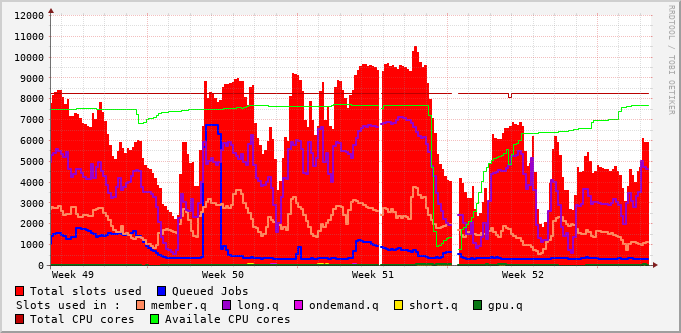 12000
11000
10000
9000
8000
7000
6000
5000
4000
3000
2000
1000
0
Week 49 Week 50 Week 51 Week 52
RRDTOOL / TOBI OETIKER
Total slots used Queued Jobs
Slots used in : member.q long.q ondemand.q short.q gpu.q
Total CPU cores Availale CPU cores